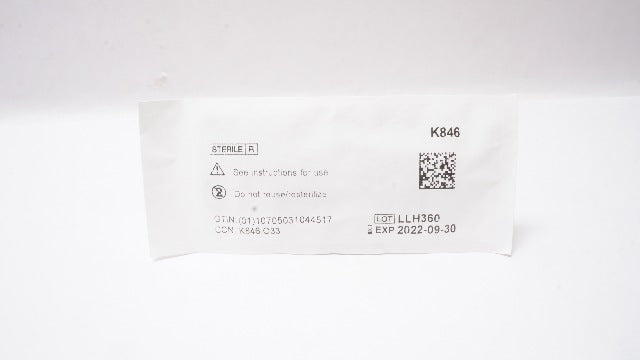 K846
STERILE R
See instructions for use
Do not reuse/resterilize
GTIN: (01)10705031044517
CON: K846.G33
LOT LLH360
EXP 2022-09-30